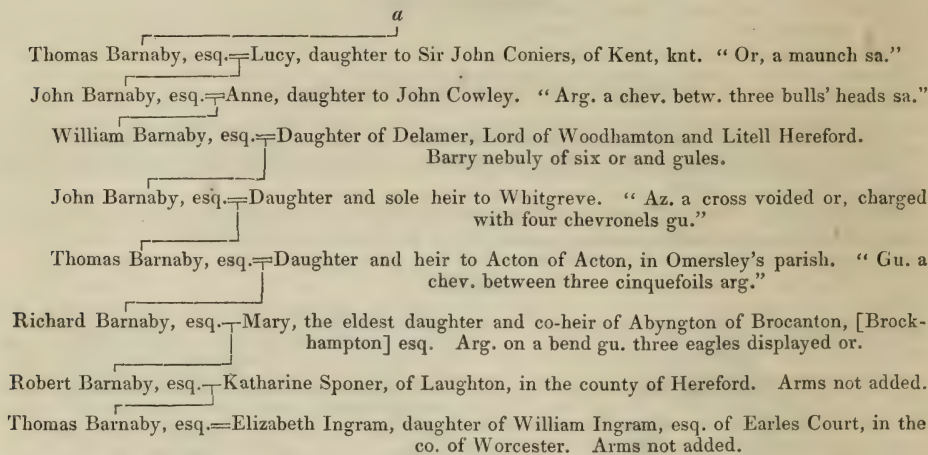 a
Thomas Barnaby, esq.=Lucy, daughter to Sir John Coniers, of Kent, knt. “ Or, a maunch sa.”
John Barnaby, esq.=Anne, daughter to John Cowley. “ Arg. a chev. betw. three bulls' heads sa.”
William Barnaby, esq.=Daughter of Delamer, Lord of Woodhamton and Litell Hereford.
Barry nebuly of six or and gules.
John Barnaby, esq.=Daughter and sole heir to Whitgreve. “ Az. a cross voided or, charged
with four chevronels gu.”
Thomas Barnaby, esq.=Daughter and heir to Acton of Acton, in Omersley's parish. “ Gu. a
chev. between three cinquefoils arg.”
Richard Barnaby, esq.=Mary, the eldest daughter and co-heir of Abyngton of Brocanton, [Brock-
hampton] esq. Arg. on a bend gu. three eagles displayed or.
Robert Barnaby, esq.=Katharine Sponer, of Laughton, in the county of Hereford. Arms not added.
Thomas Barnaby, esq.=Elizabeth Ingram, daughter of William Ingram, esq. of Earles Court, in the
co. of Worcester. Arms not added.